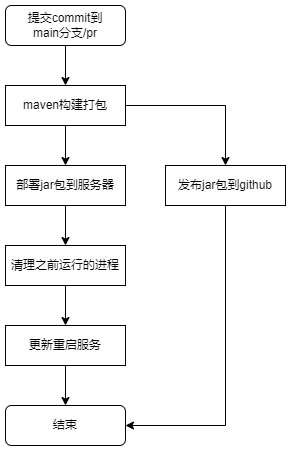 提交commit到
main分支/pr
maven构建打包
部署jar包到服务器
发布jar包到github
清理之前运行的进程
更新重启服务
结束